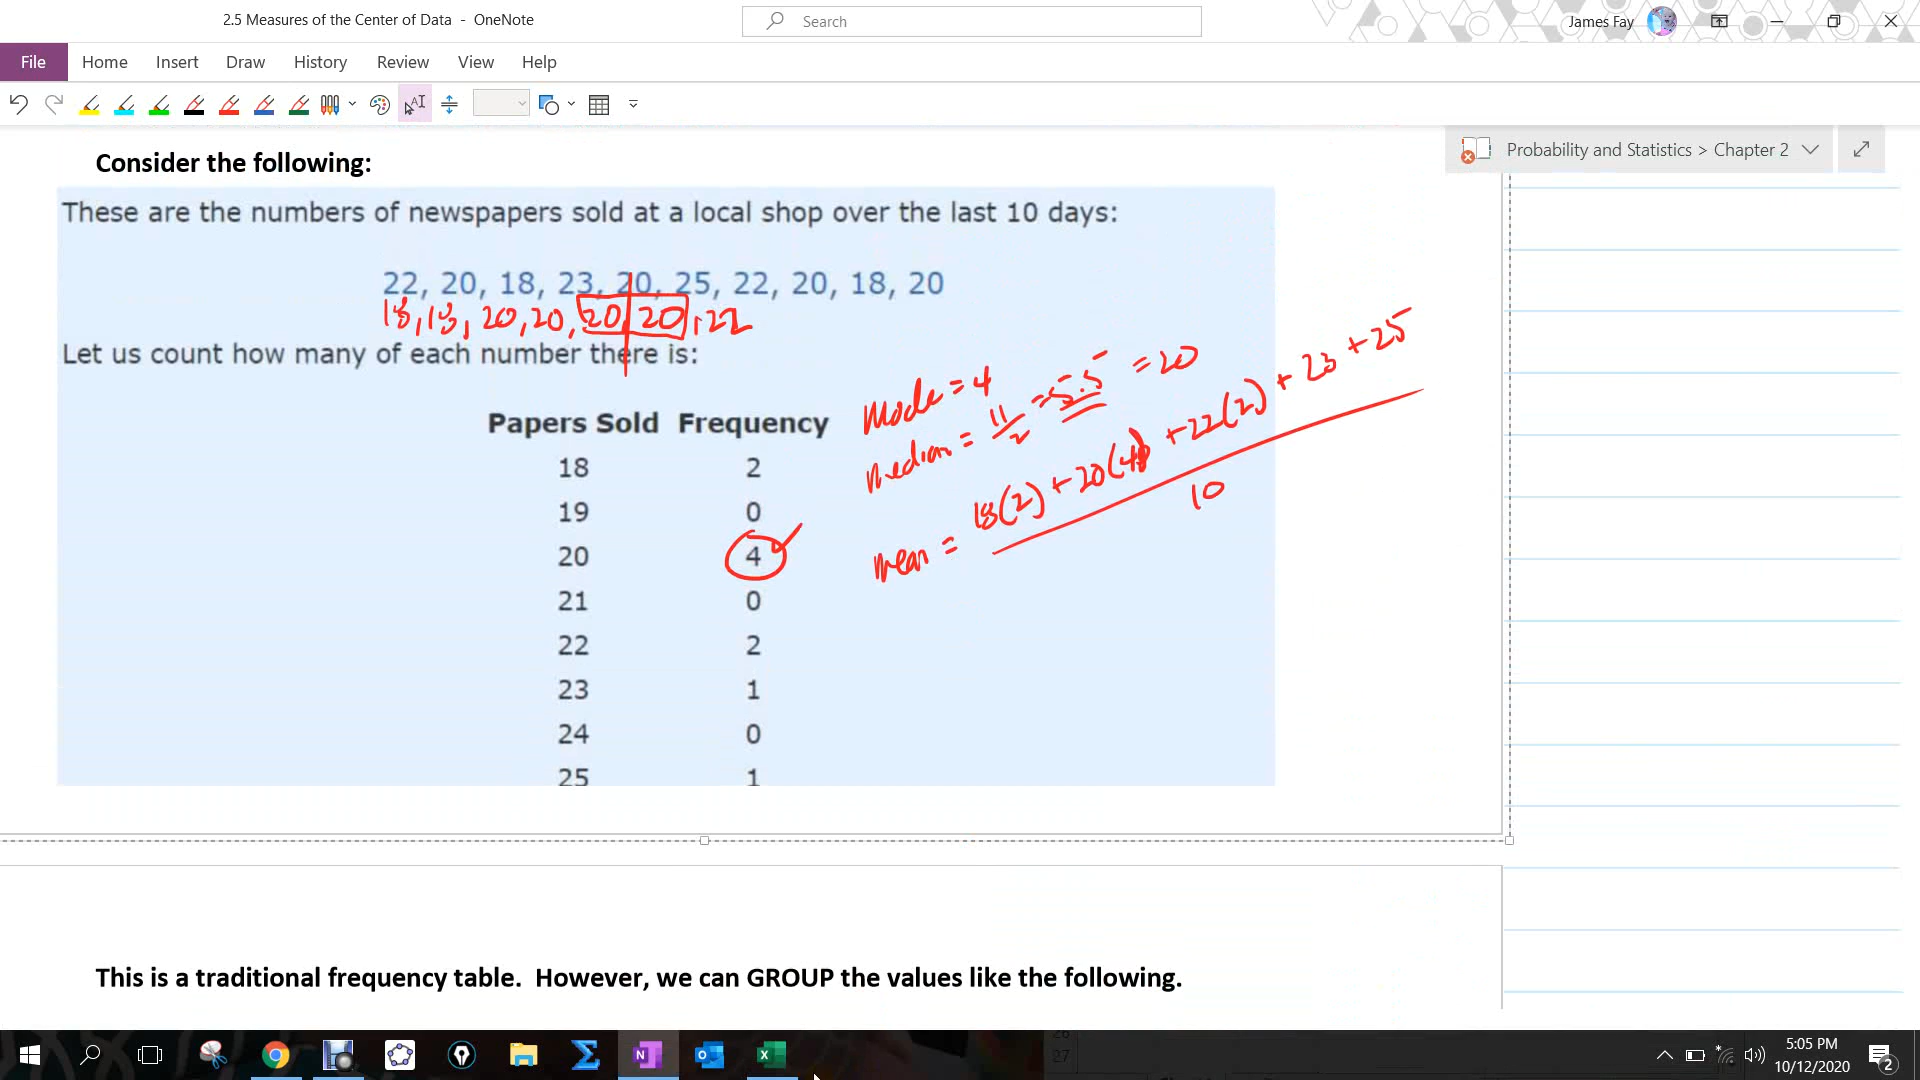 2.5 Measures of the Center of Data - OneNote
Search
James Fay
File Home Insert Draw History Review View Help
Probability and Statistics > Chapter 2
Consider the following:
These are the numbers of newspapers sold at a local shop over the last 10 days:
22, 20, 18, 23, 20, 25, 22, 20, 18, 20
18, 18, 20, 20, 20, 20, 22
Let us count how many of each number there is:
Papers Sold Frequency
18 2
19 0
20 4
21 0
22 2
23 1
24 0
25 1
Mode = 4
Median = 11/2 = 5.5 = 20
Mean = 18(2) + 20(4) + 22(2) + 23 + 25
10
This is a traditional frequency table. However, we can GROUP the values like the following.
27
5:05 PM
10/12/2020
2